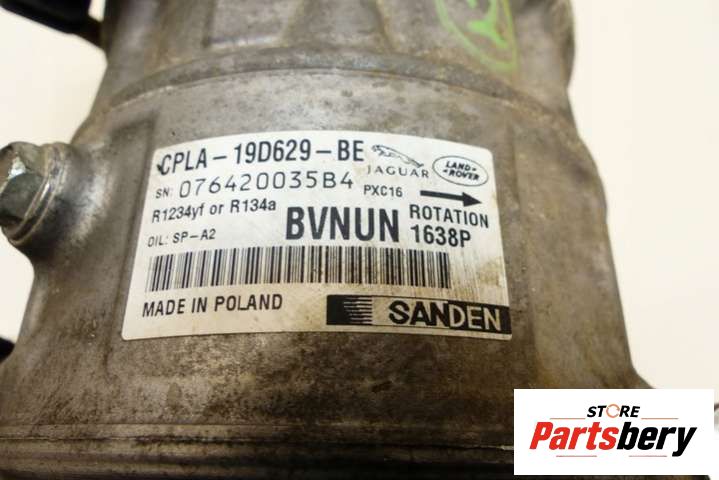 CPLA-19D629-BE
JAGUAR
LAND ROVER
SN: 076420035B4
PXC16
R1234yf or R134a
BVNUN
ROTATION
OIL: SP-A2
1638P
MADE IN POLAND
SANDEN
STORE
Partsbery